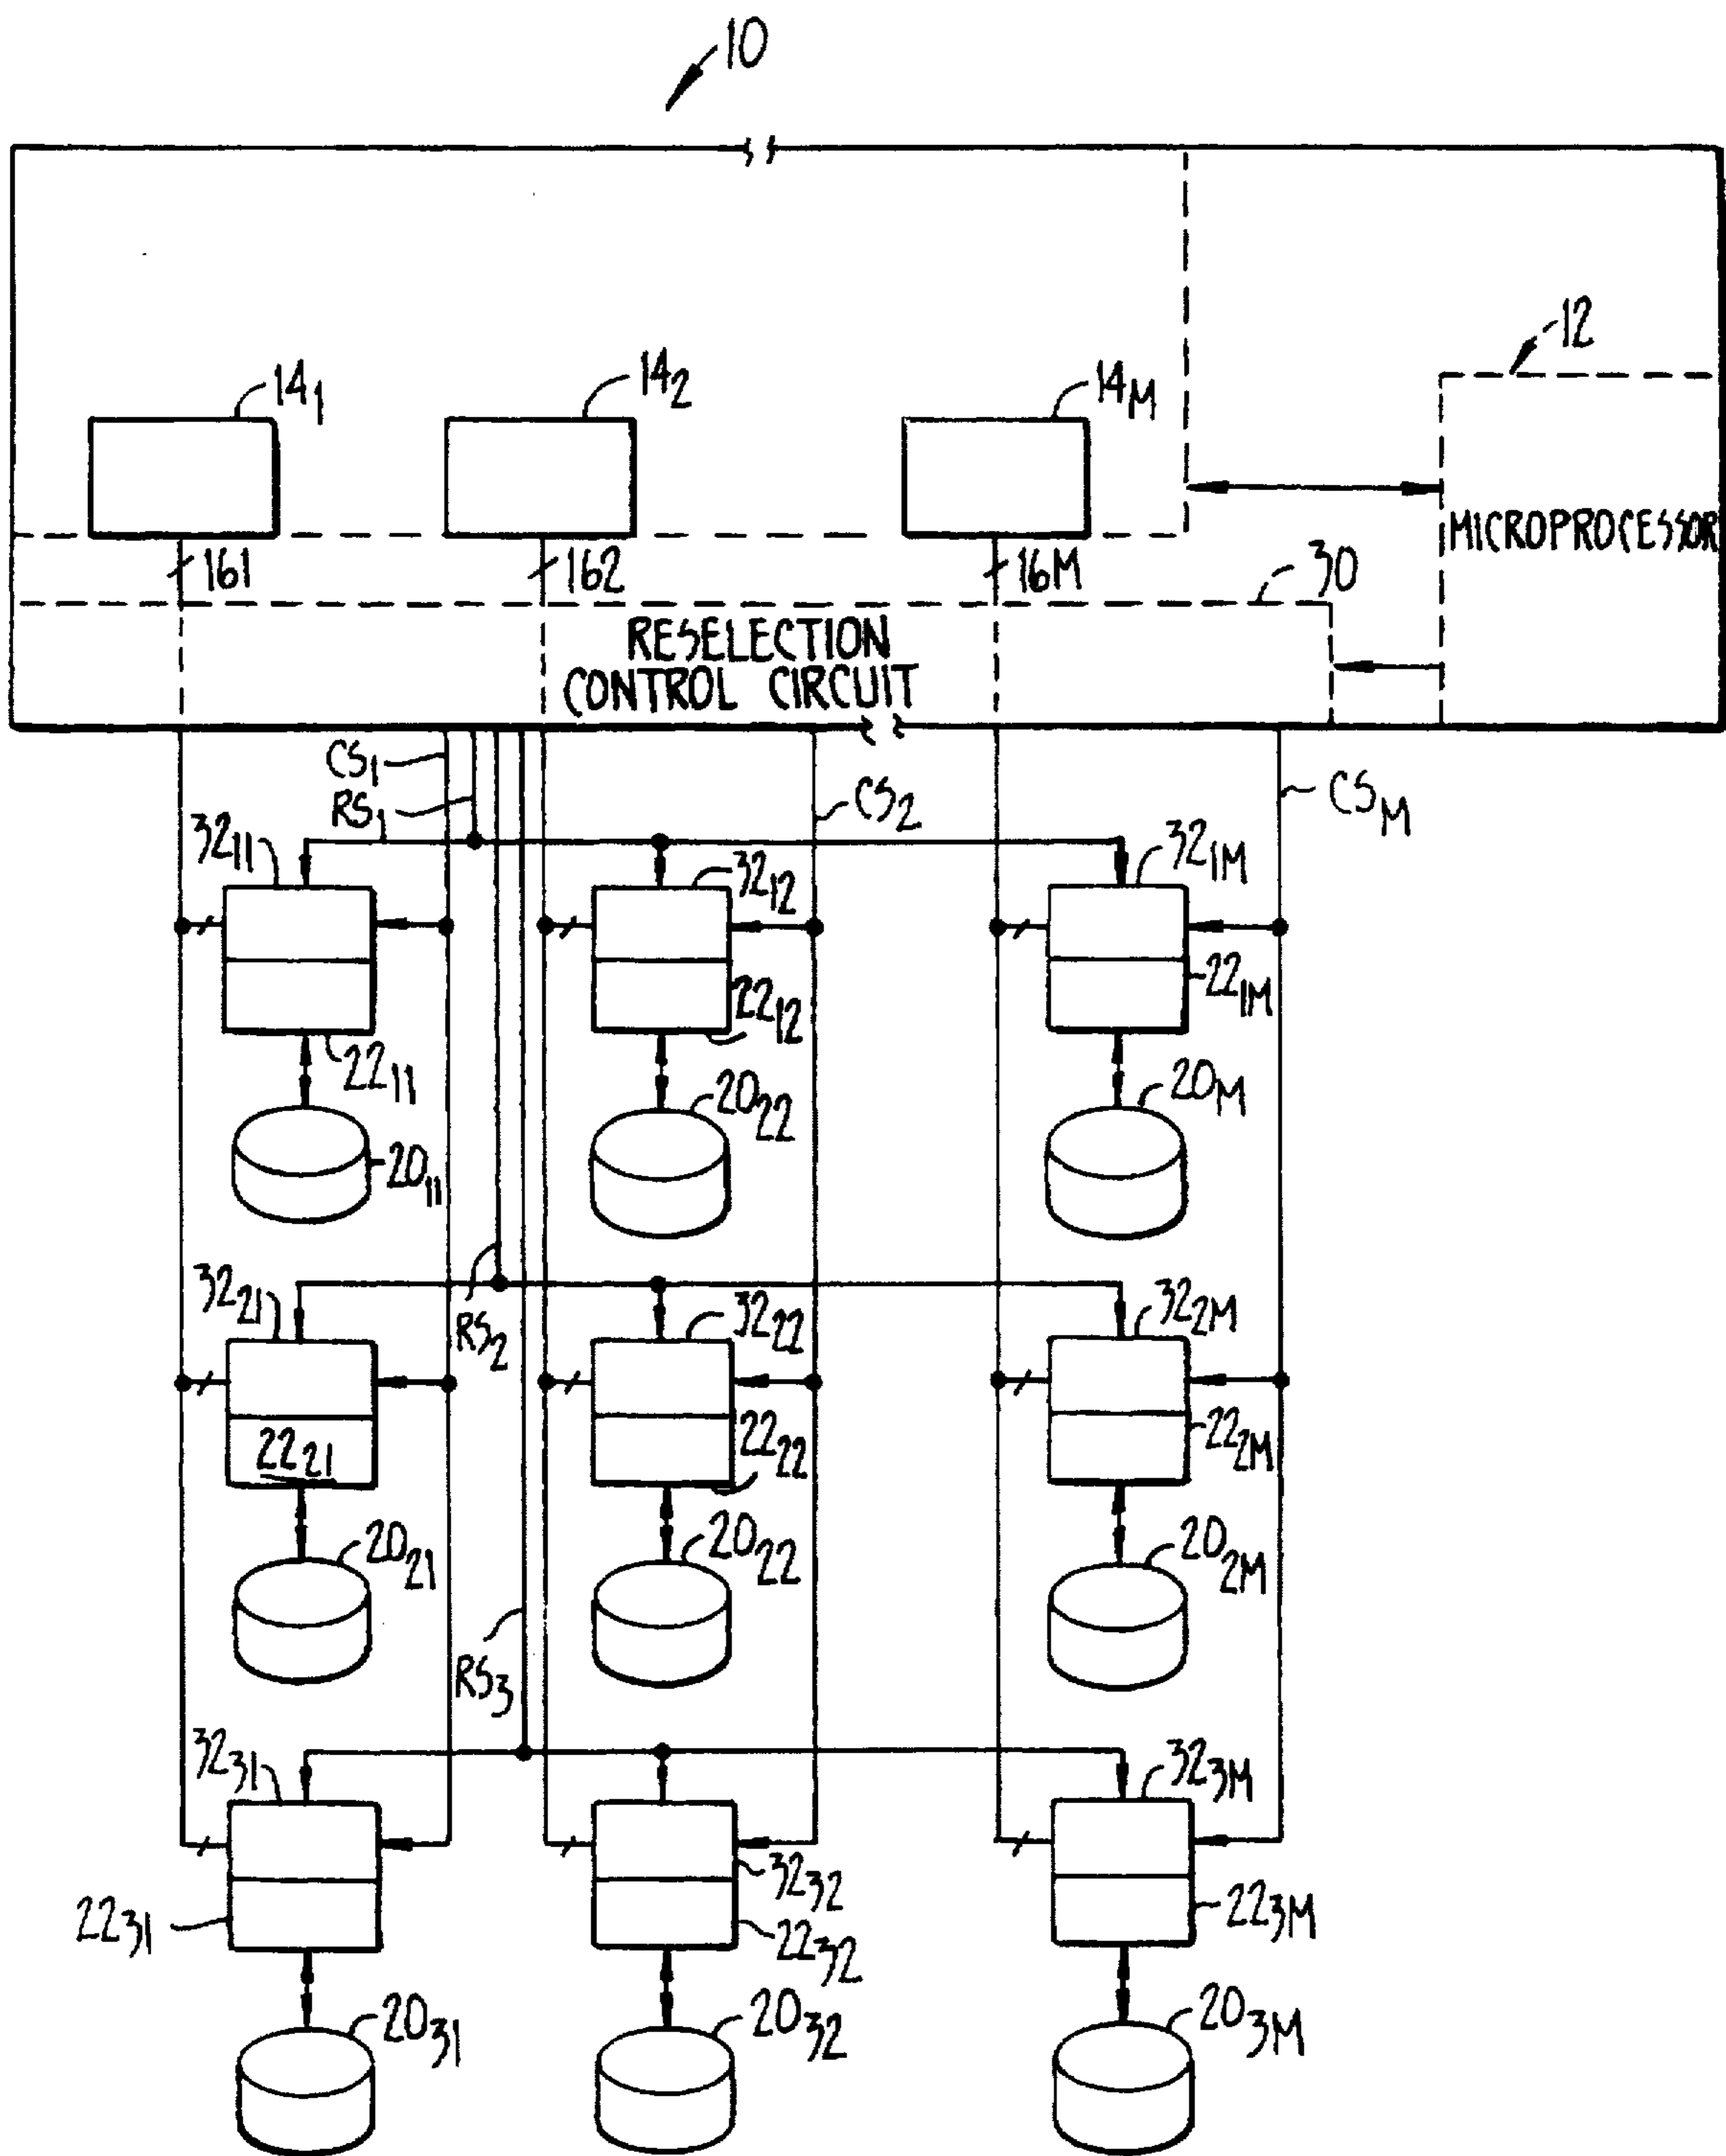 10
12
14₁ 14₂ 14M
MICROPROCESSOR
161 162 16M 30
RESELECTION
CONTROL CIRCUIT
CS₁
RS₁ CS₂ CSM
32₁₁ 32₁₂ 32₁M
22₁₁ 22₁₂ 22₁M
20₁₁ 20₂₂ 20M
RS₂
32₂₁ 32₂₂ 32₂M
22₂₁ 22₂₂ 22₂M
20₂₁ 20₂₂ 20₂M
RS₃
32₃₁ 32₃₂ 32₃M
22₃₁ 22₃₂ 22₃M
20₃₁ 20₃₂ 20₃M